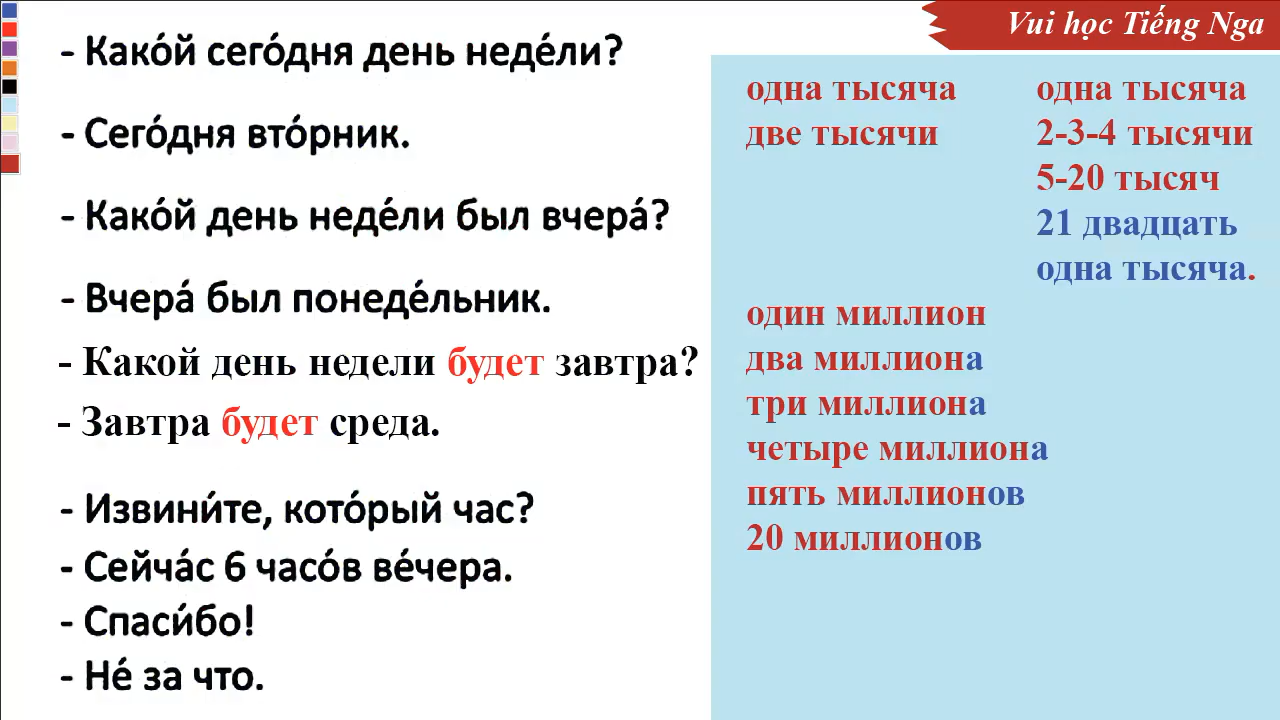 Vui học Tiếng Nga
- Како́й сего́дня день неде́ли?
- Сего́дня вто́рник.
- Како́й день неде́ли был вчера́?
- Вчера́ был понеде́льник.
- Какой день недели будет завтра?
- Завтра будет среда.
- Извини́те, кото́рый час?
- Сейча́с 6 часо́в ве́чера.
- Спаси́бо!
- Не́ за что.
одна тысяча
две тысячи
одна тысяча
2-3-4 тысячи
5-20 тысяч
21 двадцать
одна тысяча.
один миллион
два миллиона
три миллиона
четыре миллиона
пять миллионов
20 миллионов